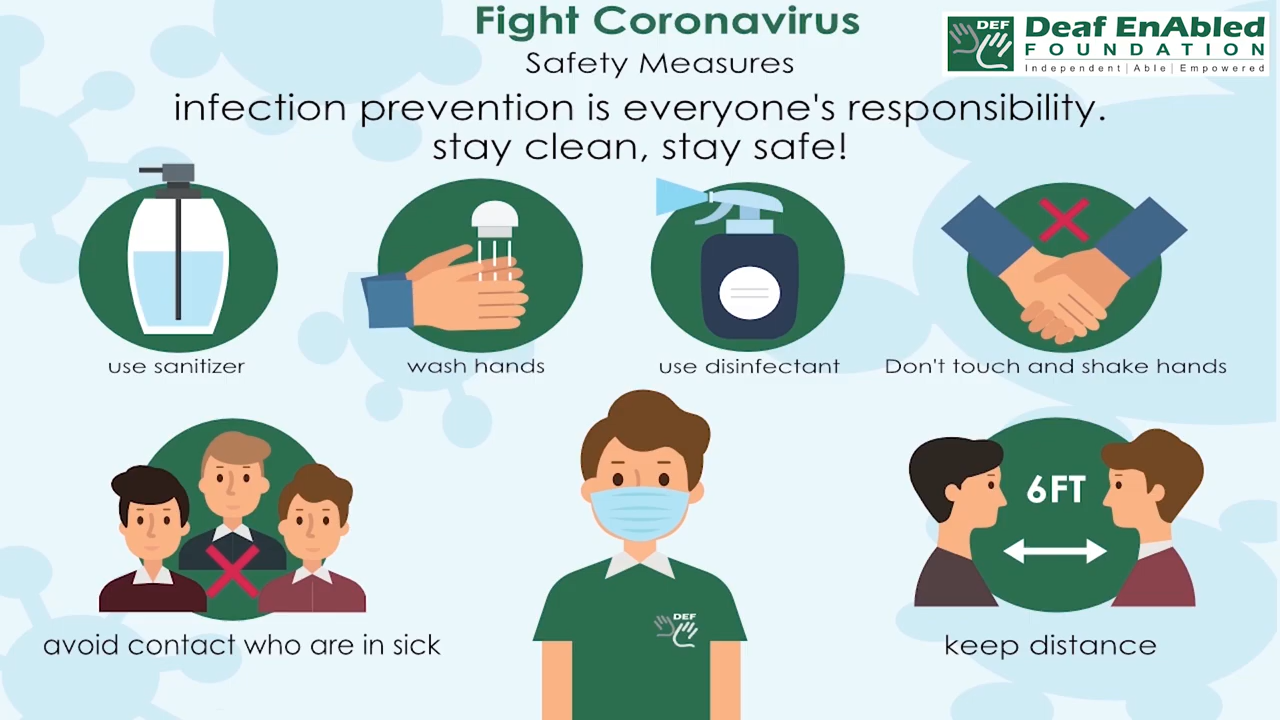 Fight Coronavirus
Safety Measures
DEF
Deaf EnAbled
FOUNDATION
Independent | Able | Empowered
infection prevention is everyone's responsibility.
stay clean, stay safe!
use sanitizer
wash hands
use disinfectant
Don't touch and shake hands
6FT
DEF
avoid contact who are in sick
keep distance